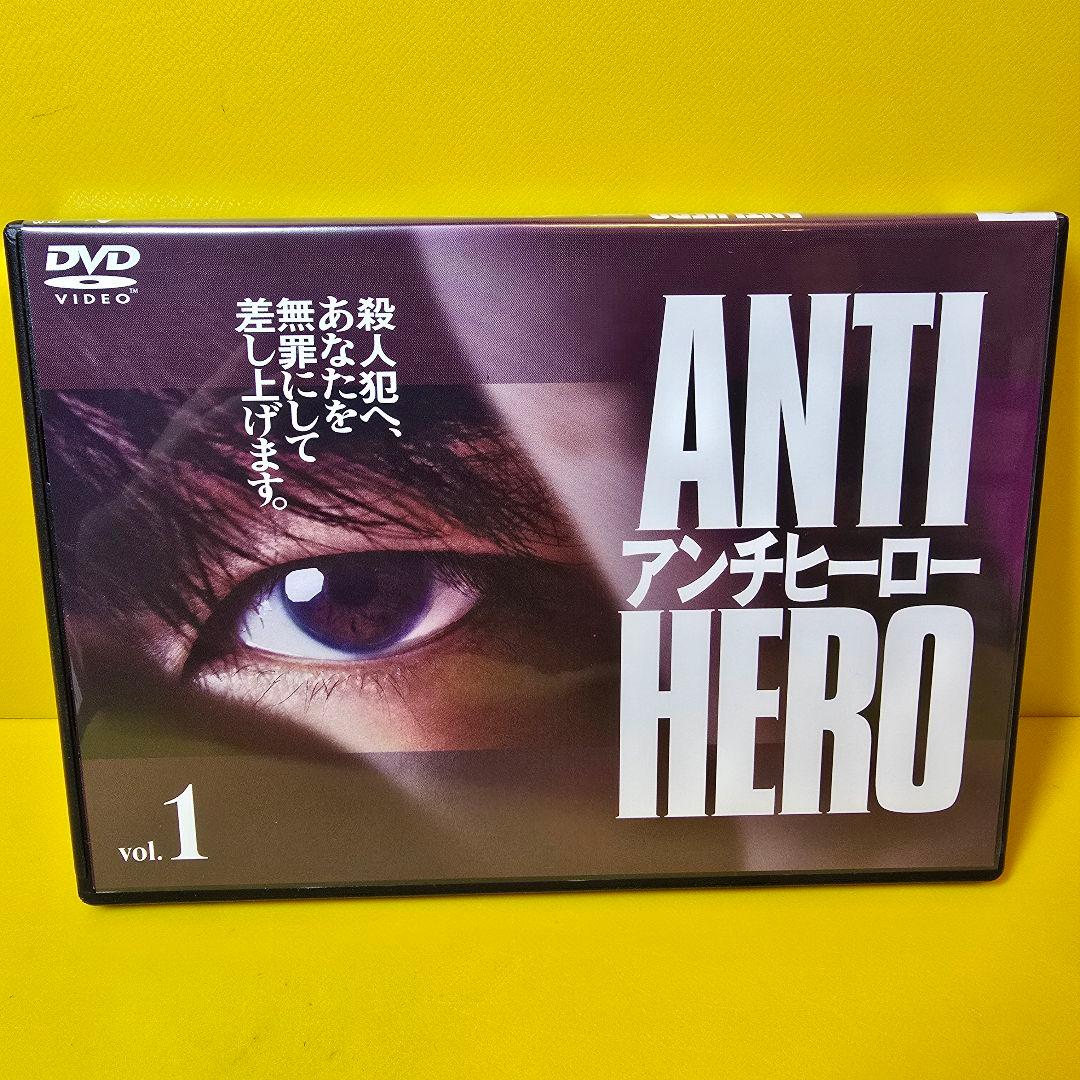 DVD
VIDEO™
殺人犯へ、
あなたを
無罪にして
差し上げます。
ANTI
アンチヒーロー
HERO
vol.1